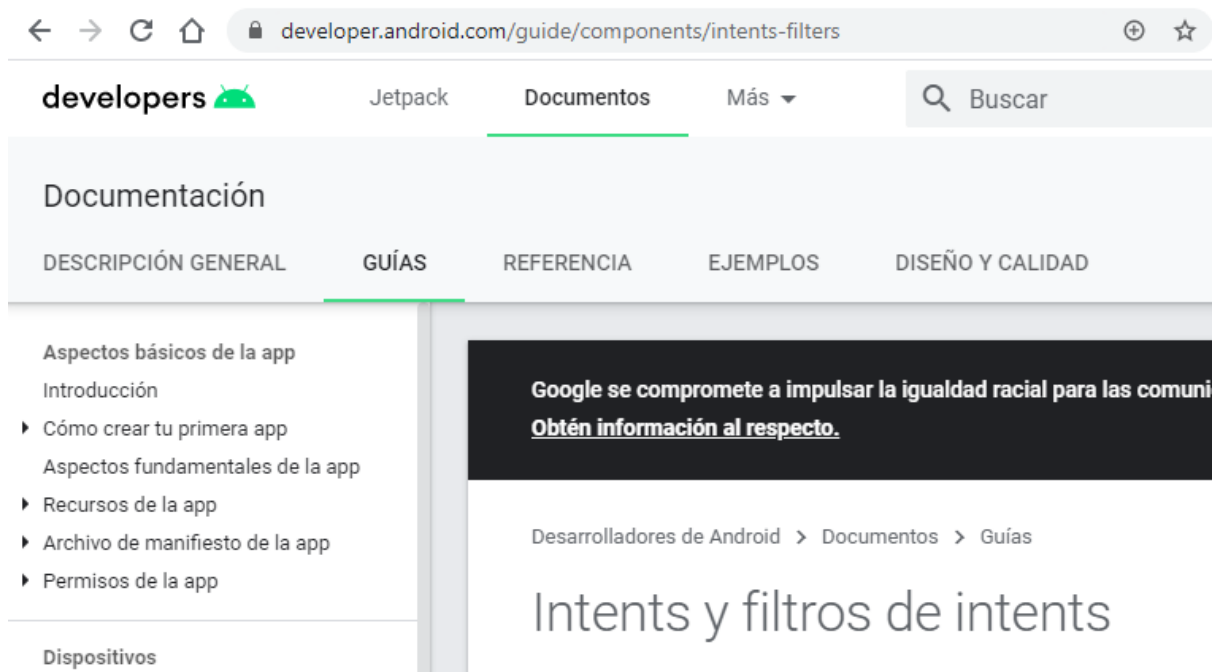 developer.android.com/guide/components/intents-filters
developers Jetpack Documentos Más Buscar
Documentación
DESCRIPCIÓN GENERAL GUÍAS REFERENCIA EJEMPLOS DISEÑO Y CALIDAD
Aspectos básicos de la app
Introducción
Cómo crear tu primera app
Aspectos fundamentales de la app
Recursos de la app
Archivo de manifiesto de la app
Permisos de la app
Dispositivos
Google se compromete a impulsar la igualdad racial para las comuni
Obtén información al respecto.
Desarrolladores de Android > Documentos > Guías
Intents y filtros de intents